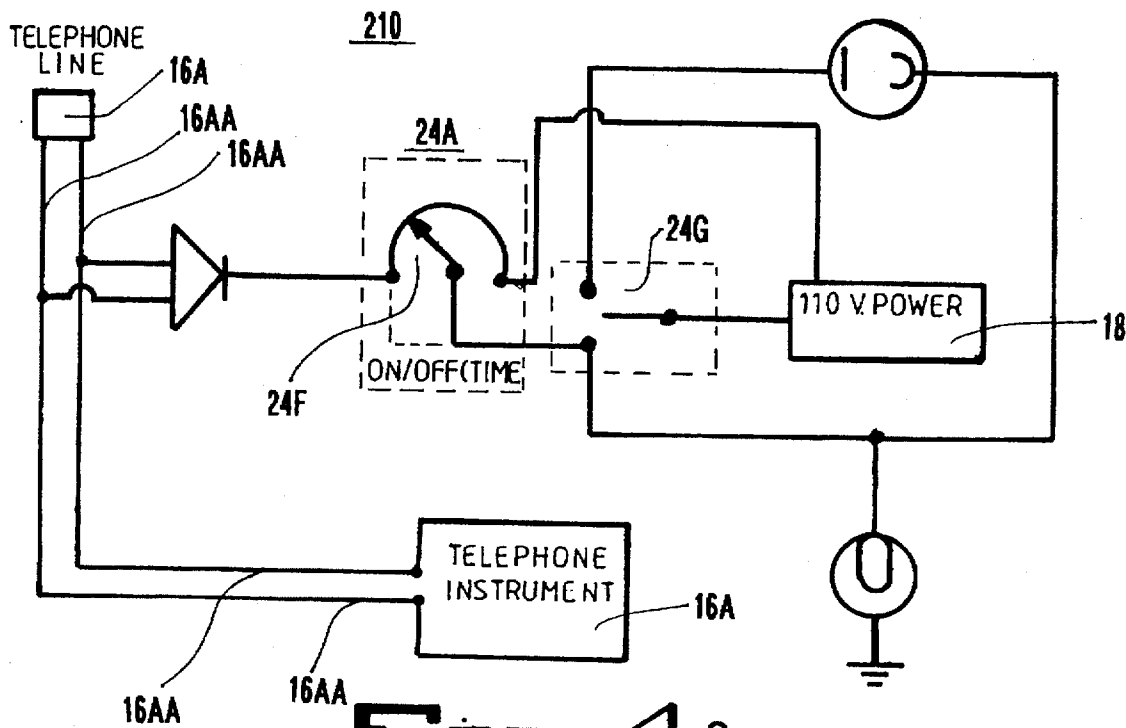 210
TELEPHONE
LINE
16A
16AA
16AA
24A
24G
110 V. POWER
18
ON/OFF(TIME
24F
TELEPHONE
INSTRUMENT
16A
16AA
16AA